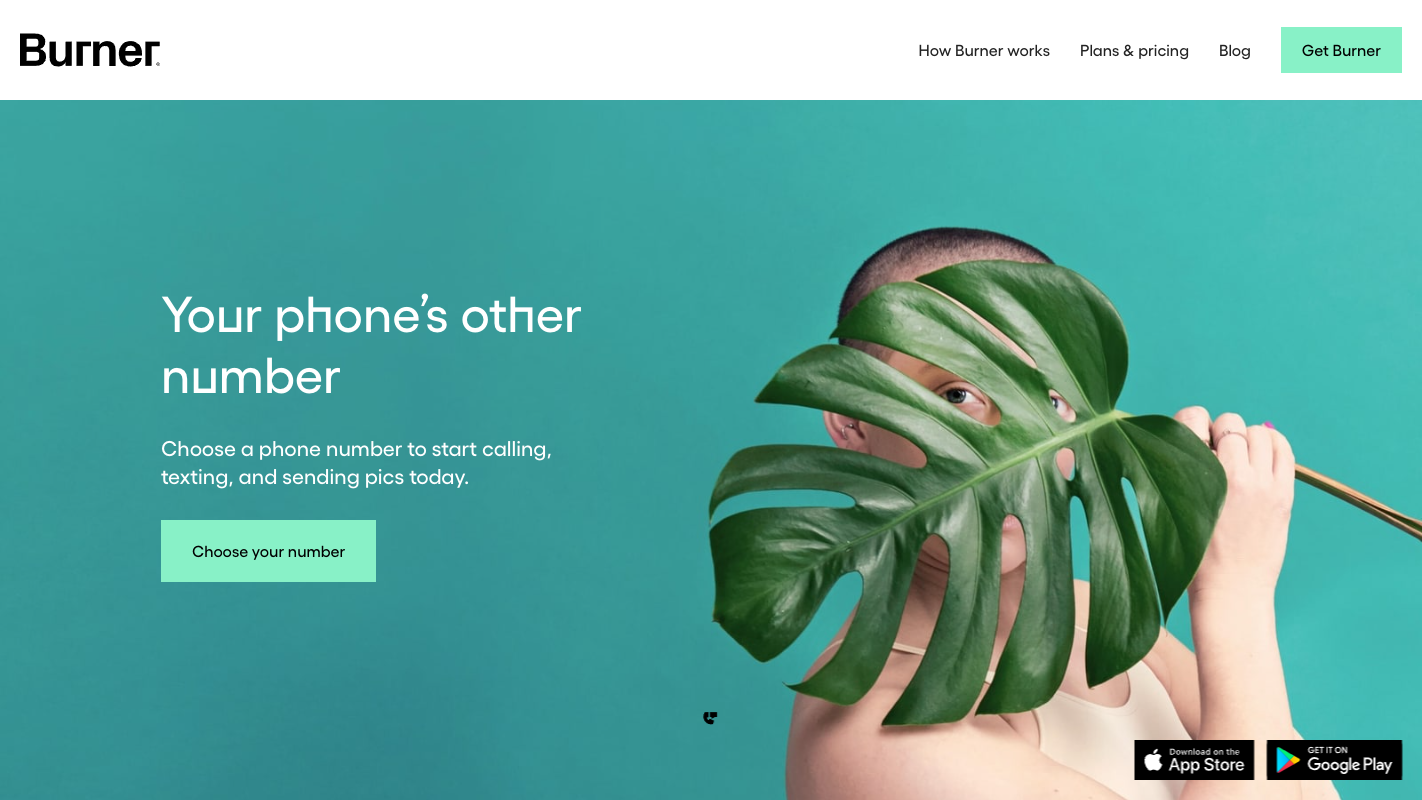 Burner
How Burner works
Plans & pricing
Blog
Get Burner
Your phone's other
number
Choose a phone number to start calling,
texting, and sending pics today.
Choose your number
Download on the
App Store
GET IT ON
Google Play